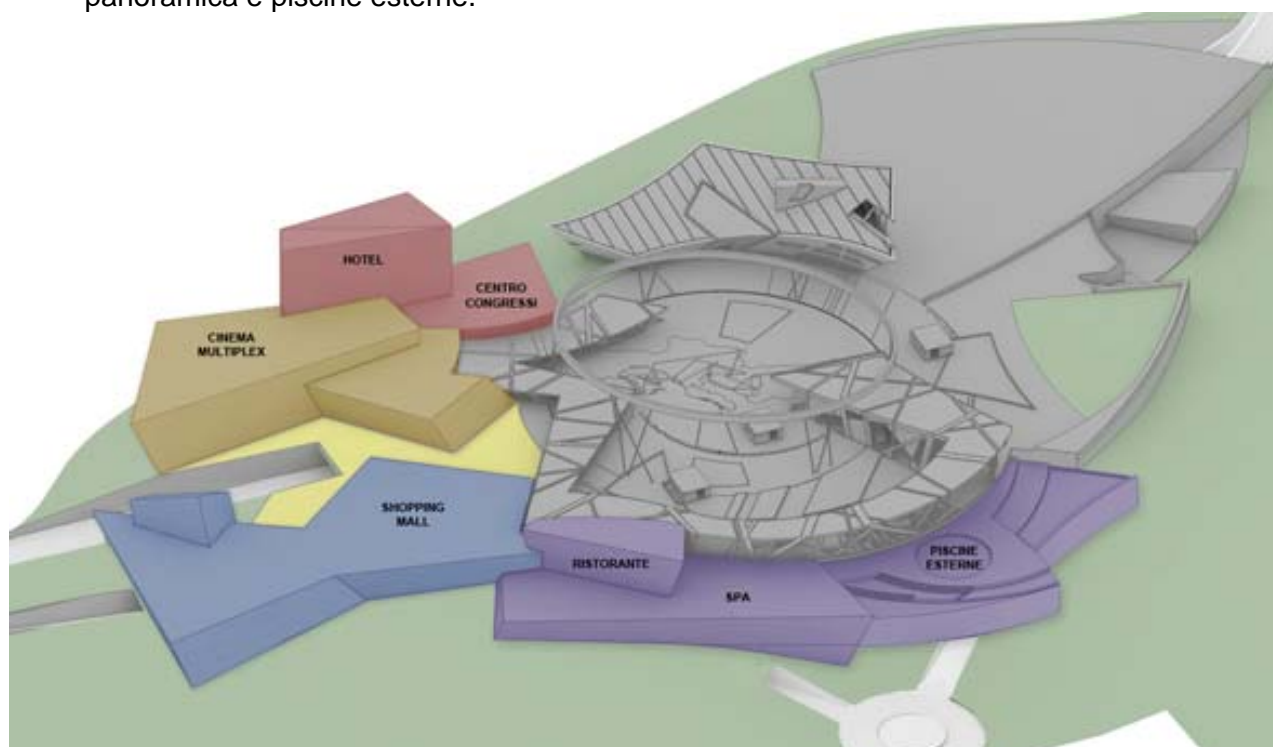 panoramica e piscine esterne.
HOTEL
CENTRO
CONGRESSI
CINEMA
MULTIPLEX
SHOPPING
MALL
RISTORANTE
PISCINE
ESTERNE
SPA